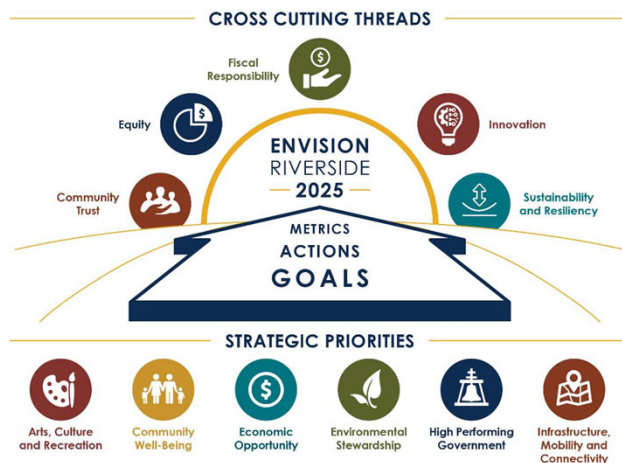 CROSS CUTTING THREADS
Fiscal
Responsibility
$
Equity
$
Innovation
Community
Trust
Sustainability
and Resiliency
ENVISION
RIVERSIDE
2025
METRICS
ACTIONS
GOALS
STRATEGIC PRIORITIES
$
Arts, Culture
and Recreation
Community
Well-Being
Economic
Opportunity
Environmental
Stewardship
High Performing
Government
Infrastructure,
Mobility and
Connectivity